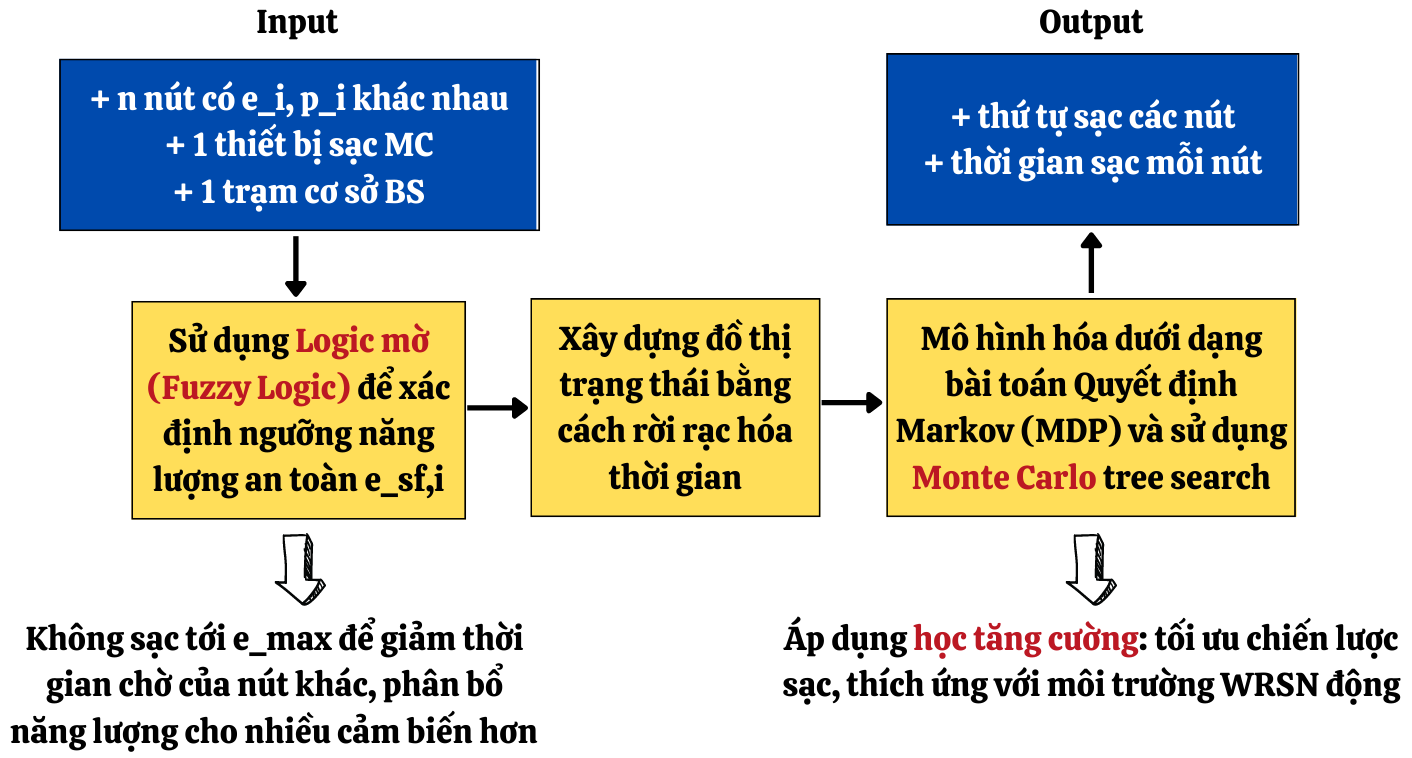 Input
+ n nút có e_i, p_i khác nhau
+ 1 thiết bị sạc MC
+ 1 trạm cơ sở BS
Sử dụng Logic mờ
(Fuzzy Logic) để xác
định ngưỡng năng
lượng an toàn e_sf,i
Không sạc tới e_max để giảm thời
gian chờ của nút khác, phân bổ
năng lượng cho nhiều cảm biến hơn
Xây dựng đồ thị
trạng thái bằng
cách rời rạc hóa
thời gian
Output
+ thứ tự sạc các nút
+ thời gian sạc mỗi nút
Mô hình hóa dưới dạng
bài toán Quyết định
Markov (MDP) và sử dụng
Monte Carlo tree search
Áp dụng học tăng cường: tối ưu chiến lược
sạc, thích ứng với môi trường WRSN động